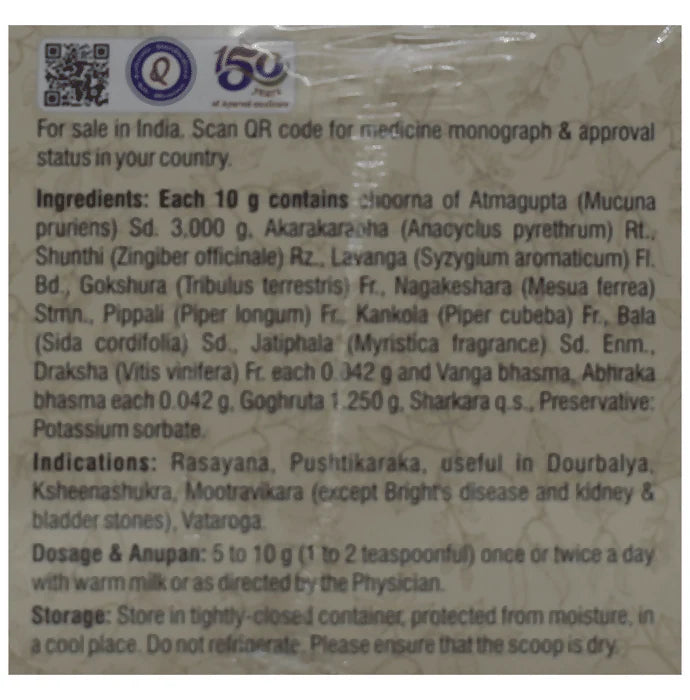 Q
150
YEARS
of Ayurved excellence
For sale in India. Scan QR code for medicine monograph & approval
status in your country.
Ingredients: Each 10 g contains choorna of Atmagupta (Mucuna
pruriens) Sd. 3.000 g, Akarakarabha (Anacyclus pyrethrum) Rt.,
Shunthi (Zingiber officinale) Rz., Lavanga (Syzygium aromaticum) Fl.
Bd., Gokshura (Tribulus terrestris) Fr., Nagakeshara (Mesua ferrea)
Stmn., Pippali (Piper longum) Fr. Kankola (Piper cubeba) Fr., Bala
(Sida cordifolia) Sd., Jatiphala (Myristica fragrance) Sd. Enm.,
Draksha (Vitis vinifera) Fr. each 0.042 g and Vanga bhasma, Abhraka
bhasma each 0.042 g, Goghruta 1.250 g, Sharkara q.s., Preservative:
Potassium sorbate.
Indications: Rasayana, Pushtikaraka, useful in Dourbalya,
Ksheenashukra, Mootravikara (except Bright's disease and kidney &
bladder stones), Vataroga.
Dosage & Anupan: 5 to 10 g (1 to 2 teaspoonful) once or twice a day
with warm milk or as directed by the Physician.
Storage: Store in tightly-closed container, protected from moisture, in
a cool place. Do not refrigerate. Please ensure that the scoop is dry.